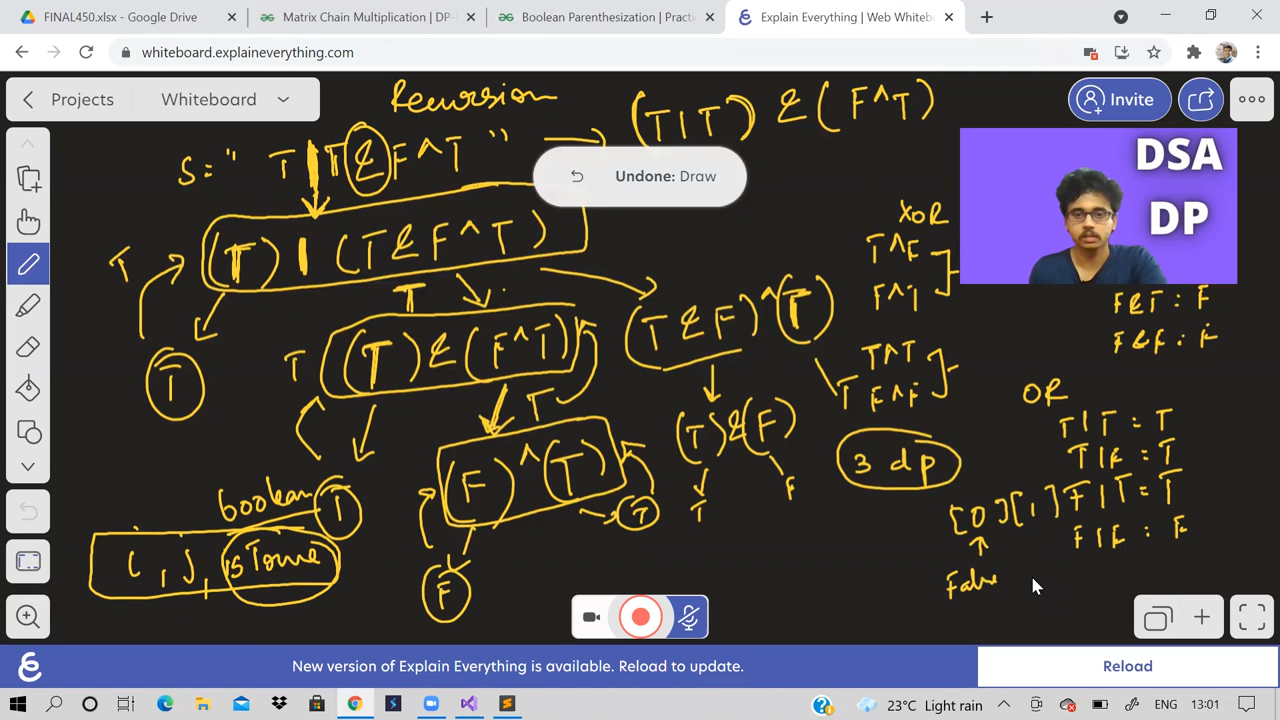 FINAL450.xlsx - Google Drive
Matrix Chain Multiplication | DP-
Boolean Parenthesization | Practi
Explain Everything | Web Whitebo
whiteboard.explaineverything.com
Projects
Whiteboard
Invite
Recursion
(T|T) & (F^T)
S=" T|T&F^T "
Undone: Draw
DSA
DP
XOR
T^F
F^T
T
(T) | (T&F^T)
F&T : F
F&F : F
T
T
T
((T) & (F^T))
(T&F)^(T)
T^T
F^F
T
OR
T|T = T
T|F = T
F|T = T
F|F : F
T
(F)^(T)
(T)&(F)
3 dp
boolean
T
T
T
F
[0][1]
i, j, isTrue
F
False
New version of Explain Everything is available. Reload to update.
Reload
23°C Light rain
ENG
13:01